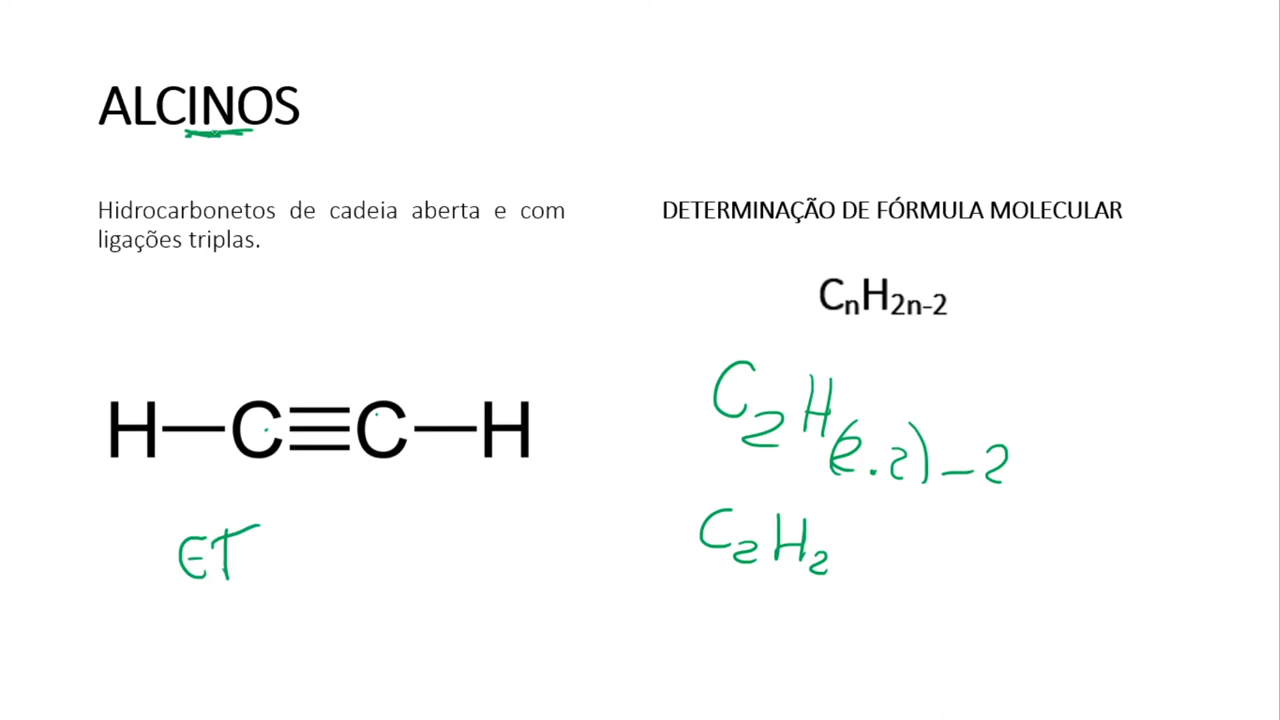 ALCINOS
Hidrocarbonetos de cadeia aberta e com
ligações triplas.
H—C≡C—H
ET
DETERMINAÇÃO DE FÓRMULA MOLECULAR
CnH2n-2
C2H(2.2)-2
C2H2